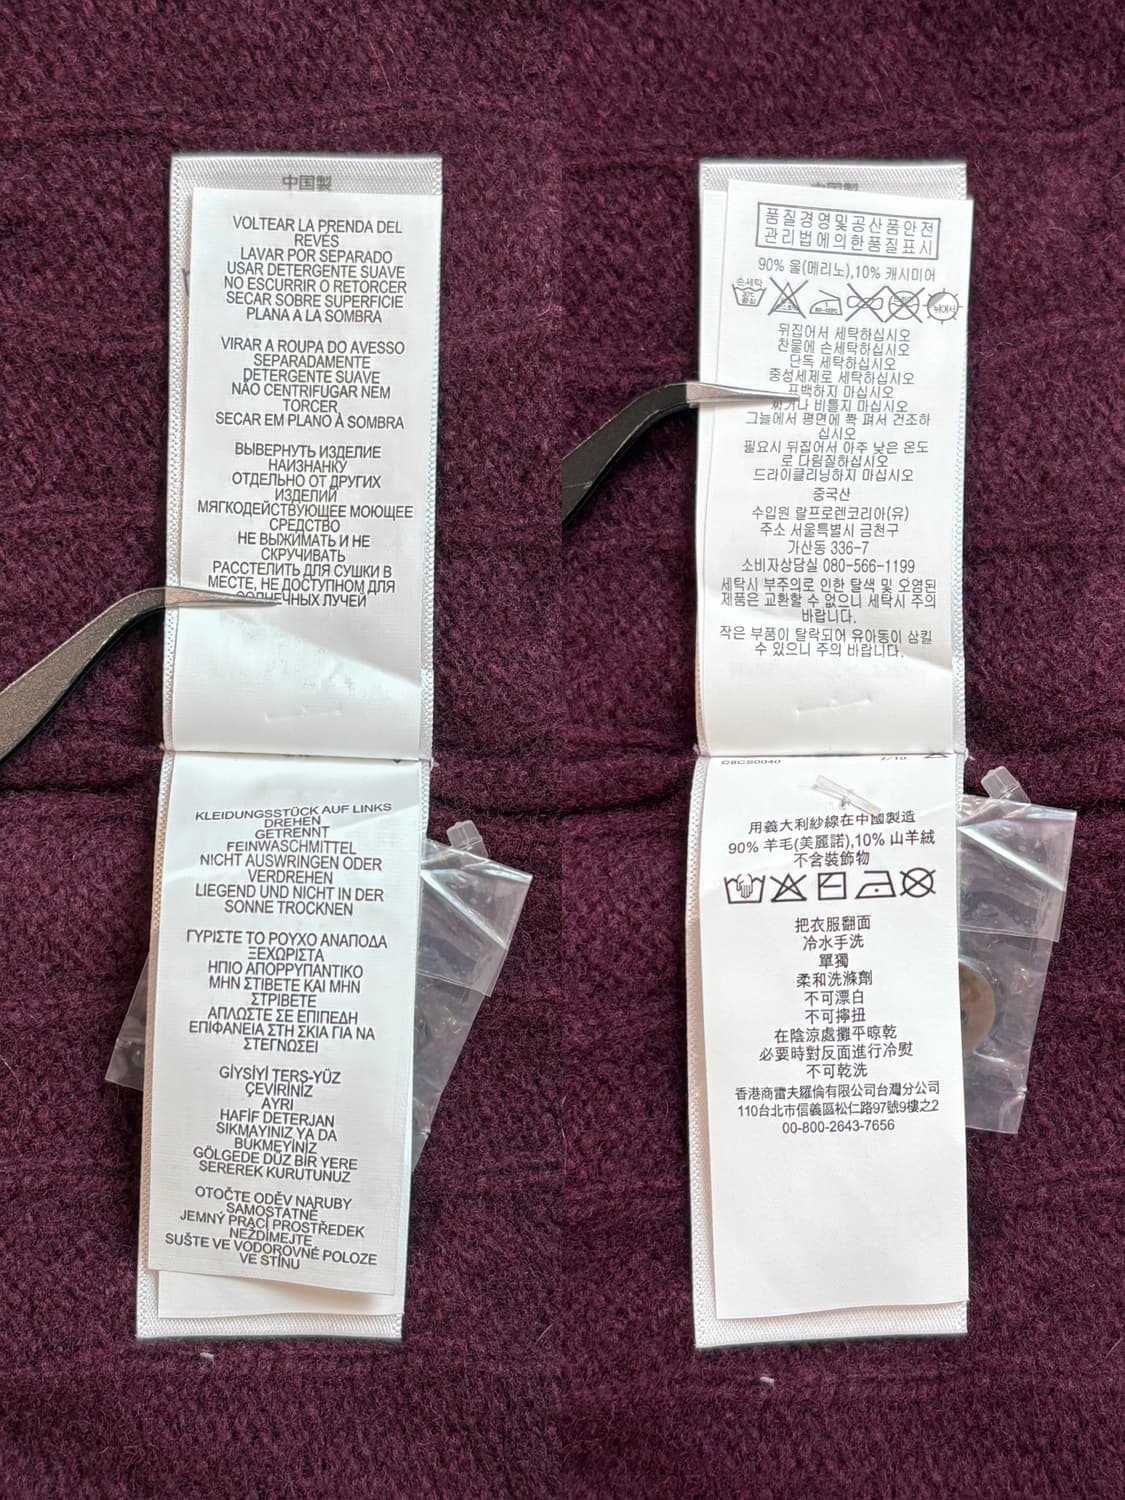 中国製
VOLTEAR LA PRENDA DEL
REVÉS
LAVAR POR SEPARADO
USAR DETERGENTE SUAVE
NO ESCURRIR O RETORCER
SECAR SOBRE SUPERFICIE
PLANA A LA SOMBRA
VIRAR A ROUPA DO AVESSO
SEPARADAMENTE
DETERGENTE SUAVE
NÃO CENTRIFUGAR NEM
TORCER
SECAR EM PLANO À SOMBRA
ВЫВЕРНУТЬ ИЗДЕЛИЕ
НАИЗНАНКУ
ОТДЕЛЬНО ОТ ДРУГИХ
ИЗДЕЛИЙ
МЯГКОДЕЙСТВУЮЩЕЕ МОЮЩЕЕ
СРЕДСТВО
НЕ ВЫЖИМАТЬ И НЕ
СКРУЧИВАТЬ
РАССТЕЛИТЬ ДЛЯ СУШКИ В
МЕСТЕ, НЕ ДОСТУПНОМ ДЛЯ
СОЛНЕЧНЫХ ЛУЧЕЙ
KLEIDUNGSSTÜCK AUF LINKS
DREHEN
GETRENNT
FEINWASCHMITTEL
NICHT AUSWRINGEN ODER
VERDREHEN
LIEGEND UND NICHT IN DER
SONNE TROCKNEN
ΓΥΡΙΣΤΕ ΤΟ ΡΟΥΧΟ ΑΝΑΠΟΔΑ
ΞΕΧΩΡΙΣΤΑ
ΗΠΙΟ ΑΠΟΡΡΥΠΑΝΤΙΚΟ
ΜΗΝ ΣΤΙΒΕΤΕ ΚΑΙ ΜΗΝ
ΣΤΡΙΒΕΤΕ
ΑΠΛΩΣΤΕ ΣΕ ΕΠΙΠΕΔΗ
ΕΠΙΦΑΝΕΙΑ ΣΤΗ ΣΚΙΑ ΓΙΑ ΝΑ
ΣΤΕΓΝΩΣΕΙ
GİYSİYİ TERS-YÜZ
ÇEVİRİNİZ
AYRI
HAFİF DETERJAN
SIKMAYINIZ YA DA
BÜKMEYİNİZ
GÖLGEDE DÜZ BİR YERE
SEREREK KURUTUNUZ
OTOČTE ODĚV NARUBY
SAMOSTATNĚ
JEMNÝ PRACÍ PROSTŘEDEK
NEŽDÍMEJTE
SUŠTE VE VODOROVNÉ POLOZE
VE STÍNU
품질경영및공산품안전
관리법에의한품질표시
90% 울(메리노),10% 캐시미어
손세탁
뉘어서
뒤집어서 세탁하십시오
찬물에 손세탁하십시오
단독 세탁하십시오
중성세제로 세탁하십시오
표백하지 마십시오
짜거나 비틀지 마십시오
그늘에서 평면에 쫙 펴서 건조하
십시오
필요시 뒤집어서 아주 낮은 온도
로 다림질하십시오
드라이클리닝하지 마십시오
중국산
수입원 랄프로렌코리아(유)
주소 서울특별시 금천구
가산동 336-7
소비자상담실 080-566-1199
세탁시 부주의로 인한 탈색 및 오염된
제품은 교환할 수 없으니 세탁시 주의
바랍니다.
작은 부품이 탈락되어 유아동이 삼킬
수 있으니 주의 바랍니다.
用義大利紗線在中國製造
90% 羊毛(美麗諾),10% 山羊絨
不含裝飾物
把衣服翻面
冷水手洗
單獨
柔和洗滌劑
不可漂白
不可擰扭
在陰涼處攤平晾乾
必要時對反面進行冷熨
不可乾洗
香港商雷夫羅倫有限公司台灣分公司
110台北市信義區松仁路97號9樓之2
00-800-2643-7656